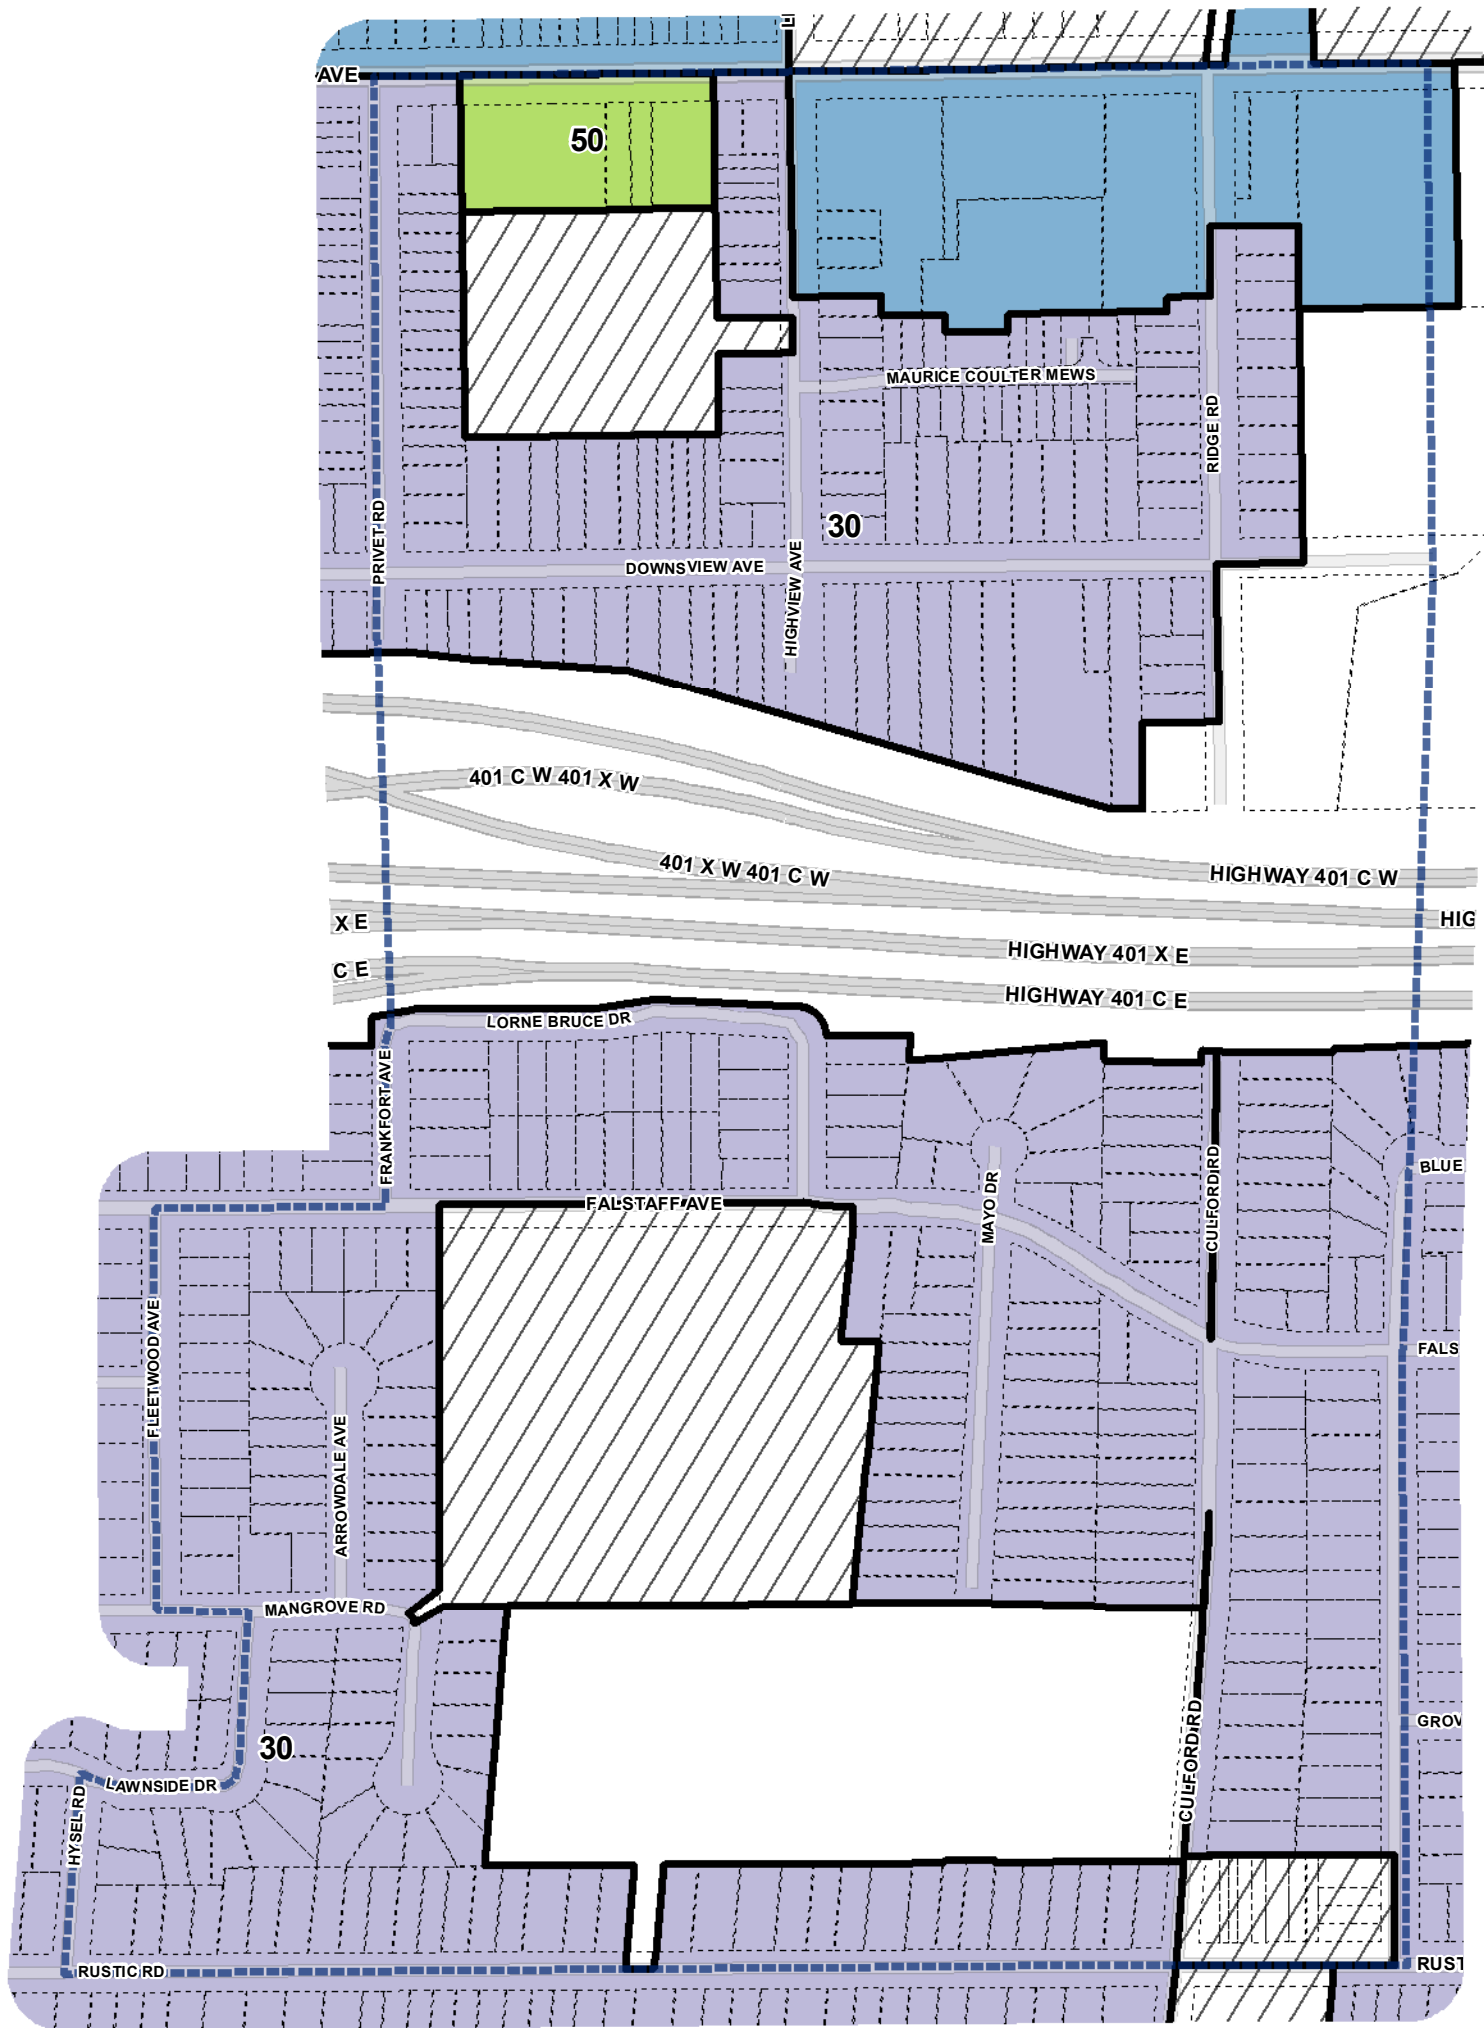 AVE
50
MAURICE COULTER MEWS
RIDGE RD
PRIVET RD
30
DOWNSVIEW AVE
HIGHVIEW AVE
401 C W 401 X W
401 X W 401 C W
HIGHWAY 401 C W
X E
HIG
HIGHWAY 401 X E
C E
HIGHWAY 401 C E
LORNE BRUCE DR
FRANKFORT AVE
BLUE
FALSTAFF AVE
MAYO DR
CULFORD RD
FLEETWOOD AVE
FALS
ARROWDALE AVE
MANGROVE RD
GROV
30
CULFORD RD
LAWNSIDE DR
HYSEL RD
RUSTIC RD
RUST